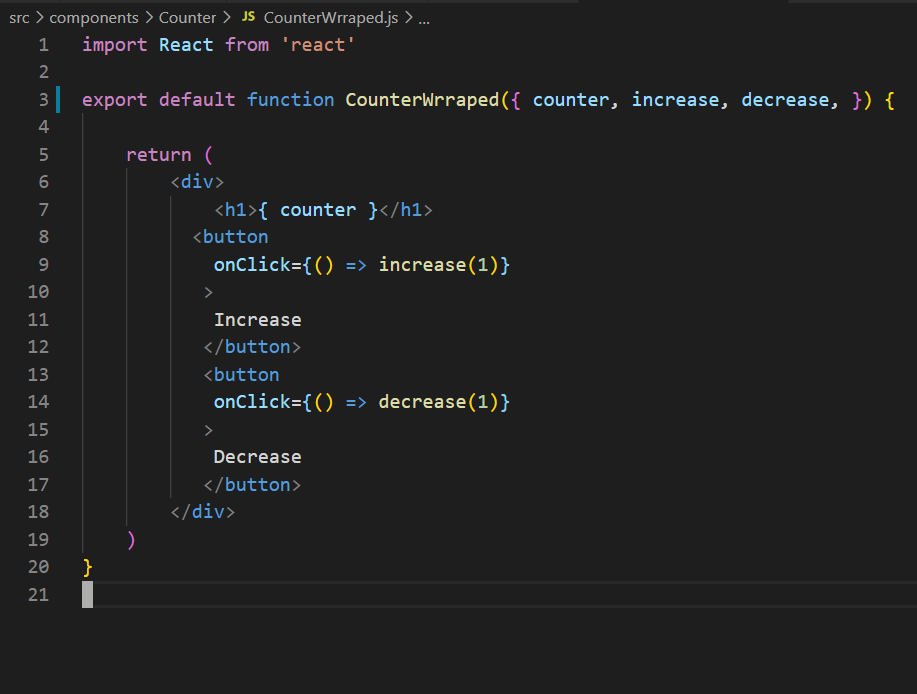 src > components > Counter > JS CounterWrraped.js > ...
1 import React from 'react'
2
3 export default function CounterWrraped({ counter, increase, decrease, }) {
4
5     return (
6         <div>
7             <h1>{ counter }</h1>
8           <button
9             onClick={() => increase(1)}
10            >
11             Increase
12            </button>
13            <button
14             onClick={() => decrease(1)}
15            >
16             Decrease
17            </button>
18         </div>
19     )
20 }
21